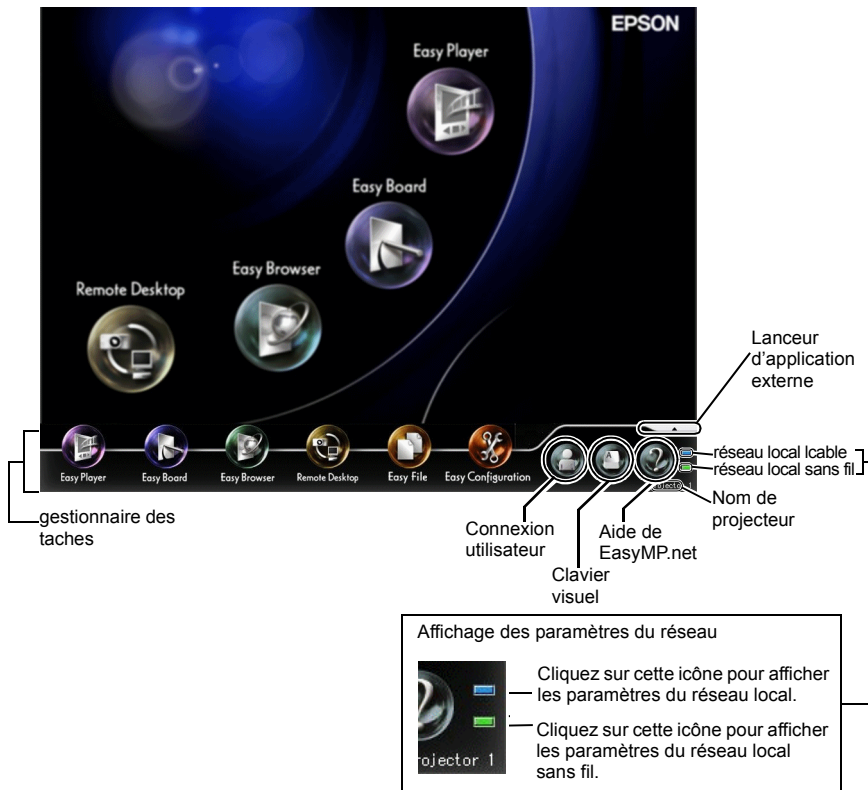 EPSON
Easy Player
Easy Board
Easy Browser
Remote Desktop
Lanceur
d'application
externe
Easy Player
Easy Board
Easy Browser
Remote Desktop
Easy File
Easy Configuration
réseau local lcable
réseau local sans fil
Nom de
projecteur
gestionnaire des
taches
Connexion
utilisateur
Aide de
EasyMP.net
Clavier
visuel
Affichage des paramètres du réseau
Cliquez sur cette icône pour afficher
les paramètres du réseau local.
Cliquez sur cette icône pour afficher
les paramètres du réseau local
sans fil.
rojector 1